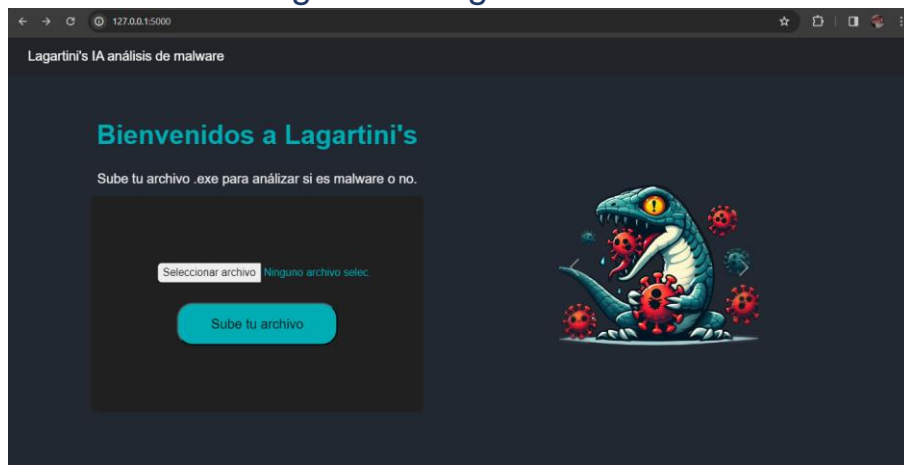 127.0.0.1:5000
Lagartini's IA análisis de malware
Bienvenidos a Lagartini's
Sube tu archivo .exe para análizar si es malware o no.
Seleccionar archivo Ninguno archivo selec.
Sube tu archivo